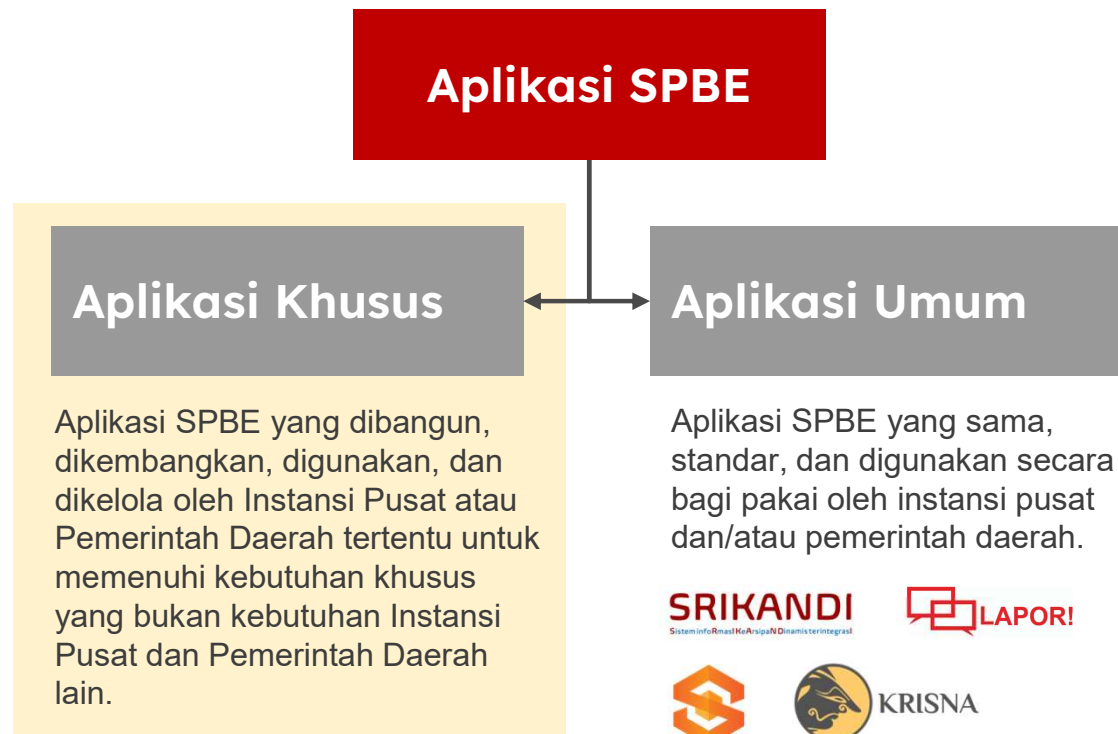 Aplikasi SPBE
Aplikasi Khusus
Aplikasi SPBE yang dibangun,
dikembangkan, digunakan, dan
dikelola oleh Instansi Pusat atau
Pemerintah Daerah tertentu untuk
memenuhi kebutuhan khusus
yang bukan kebutuhan Instansi
Pusat dan Pemerintah Daerah
lain.
Aplikasi Umum
Aplikasi SPBE yang sama,
standar, dan digunakan secara
bagi pakai oleh instansi pusat
dan/atau pemerintah daerah.
SRIKANDI
SisteminfoRmasIKeArsipaNDinamisterintegrasI
LAPOR!
KRISNA